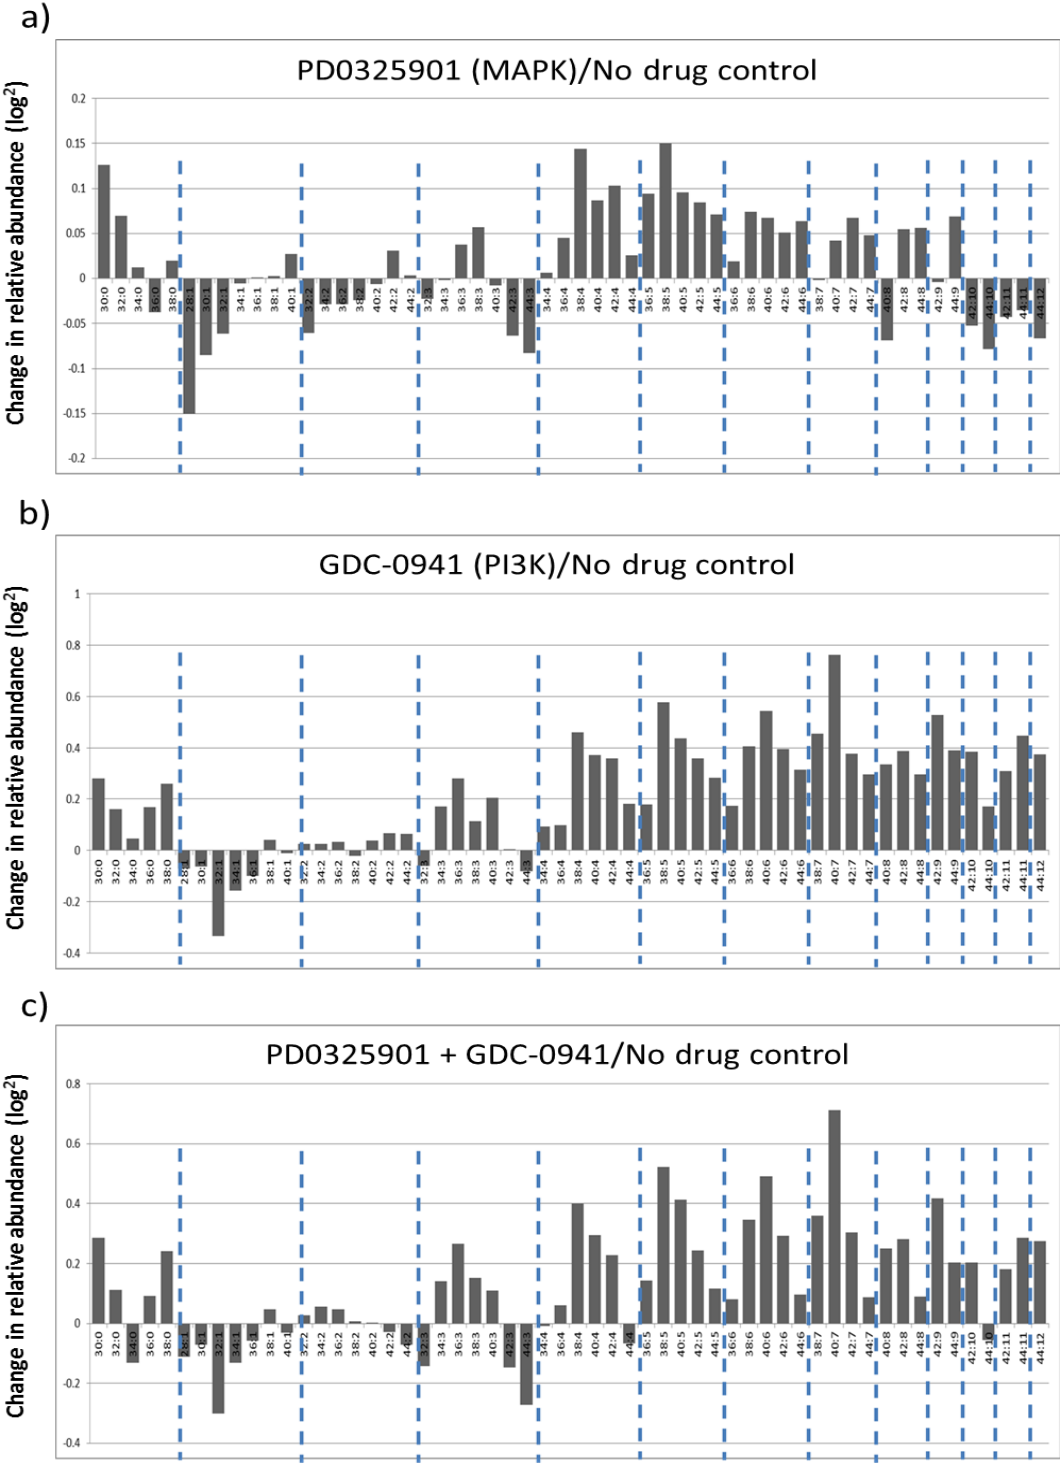 a)
PD0325901 (MAPK)/No drug control
Change in relative abundance (log²)
0.2
0.15
0.1
0.05
0
-0.05
-0.1
-0.15
-0.2
30:0 32:0 34:0 36:0 38:0 28:1 30:1 32:1 34:1 36:1 38:1 40:1 32:2 34:2 36:2 38:2 40:2 42:2 44:2 32:3 34:3 36:3 38:3 40:3 42:3 44:3 34:4 36:4 38:4 40:4 42:4 44:4 36:5 38:5 40:5 42:5 44:5 36:6 38:6 40:6 42:6 44:6 38:7 40:7 42:7 44:7 40:8 42:8 44:8 42:9 44:9 42:10 44:10 42:11 44:11 44:12
b)
GDC-0941 (PI3K)/No drug control
Change in relative abundance (log²)
1
0.8
0.6
0.4
0.2
0
-0.2
-0.4
30:0 32:0 34:0 36:0 38:0 28:1 30:1 32:1 34:1 36:1 38:1 40:1 32:2 34:2 36:2 38:2 40:2 42:2 44:2 32:3 34:3 36:3 38:3 40:3 42:3 44:3 34:4 36:4 38:4 40:4 42:4 44:4 36:5 38:5 40:5 42:5 44:5 36:6 38:6 40:6 42:6 44:6 38:7 40:7 42:7 44:7 40:8 42:8 44:8 42:9 44:9 42:10 44:10 42:11 44:11 44:12
c)
PD0325901 + GDC-0941/No drug control
Change in relative abundance (log²)
0.8
0.6
0.4
0.2
0
-0.2
-0.4
30:0 32:0 34:0 36:0 38:0 28:1 30:1 32:1 34:1 36:1 38:1 40:1 32:2 34:2 36:2 38:2 40:2 42:2 44:2 32:3 34:3 36:3 38:3 40:3 42:3 44:3 34:4 36:4 38:4 40:4 42:4 44:4 36:5 38:5 40:5 42:5 44:5 36:6 38:6 40:6 42:6 44:6 38:7 40:7 42:7 44:7 40:8 42:8 44:8 42:9 44:9 42:10 44:10 42:11 44:11 44:12